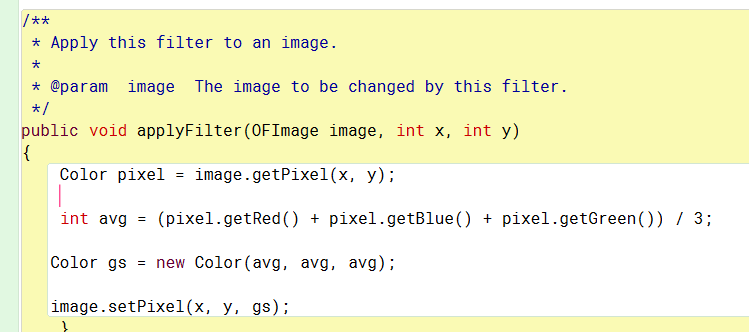 /**
 * Apply this filter to an image.
 *
 * @param  image  The image to be changed by this filter.
 */
public void applyFilter(OFImage image, int x, int y)
{
    Color pixel = image.getPixel(x, y);
    int avg = (pixel.getRed() + pixel.getBlue() + pixel.getGreen()) / 3;
   Color gs = new Color(avg, avg, avg);
   image.setPixel(x, y, gs);
    }